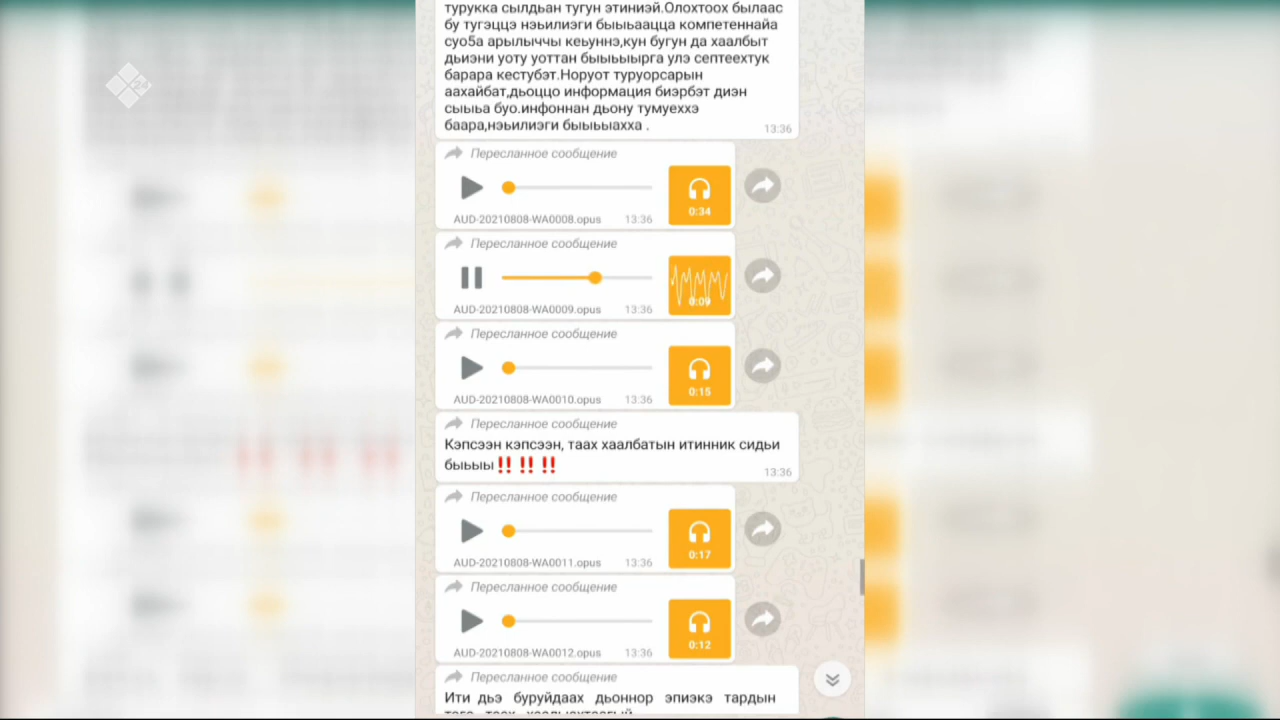 турукка сылдьан тугун этиниэй.Олохтоох былаас
бу тугэццэ нэьилиэги быыьаацца компетеннайа
суо5а арылыччы кеьуннэ,кун бугун да хаалбыт
дьиэни уоту уоттан быыьыырга улэ септеехтук
барара кестубэт.Норуот туруорсарын
аахайбат,дьоццо информация биэрбэт диэн
сыыьа буо.инфоннан дьону тумуеххэ
баара,нэьилиэги быыьыахха .
13:36
Пересланное сообщение
0:34
AUD-20210808-WA0008.opus 13:36
Пересланное сообщение
0:09
AUD-20210808-WA0009.opus 13:36
Пересланное сообщение
0:15
AUD-20210808-WA0010.opus 13:36
Пересланное сообщение
Кэпсээн кэпсээн, таах хаалбатын итинник сидьи
быьыы‼️ ‼️ ‼️
13:36
Пересланное сообщение
0:17
AUD-20210808-WA0011.opus 13:36
Пересланное сообщение
0:12
AUD-20210808-WA0012.opus 13:36
Пересланное сообщение
Ити дьэ буруйдаах дьоннор эпиэкэ тардын